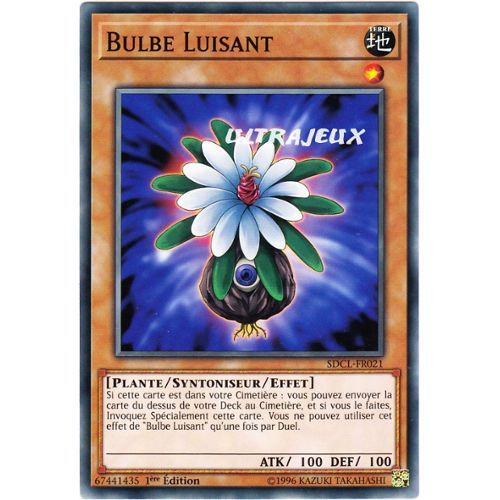 BULBE LUISANT
TERRE
地
ULTRAJEUX
SDCL-FR021
[PLANTE/SYNTONISEUR/EFFET]
Si cette carte est dans votre Cimetière : vous pouvez envoyer la
carte du dessus de votre Deck au Cimetière, et si vous le faites,
Invoquez Spécialement cette carte. Vous ne pouvez utiliser cet
effet de "Bulbe Luisant" qu'une fois par Duel.
ATK/ 100 DEF/ 100
67441435 1ère Édition ©1996 KAZUKI TAKAHASHI